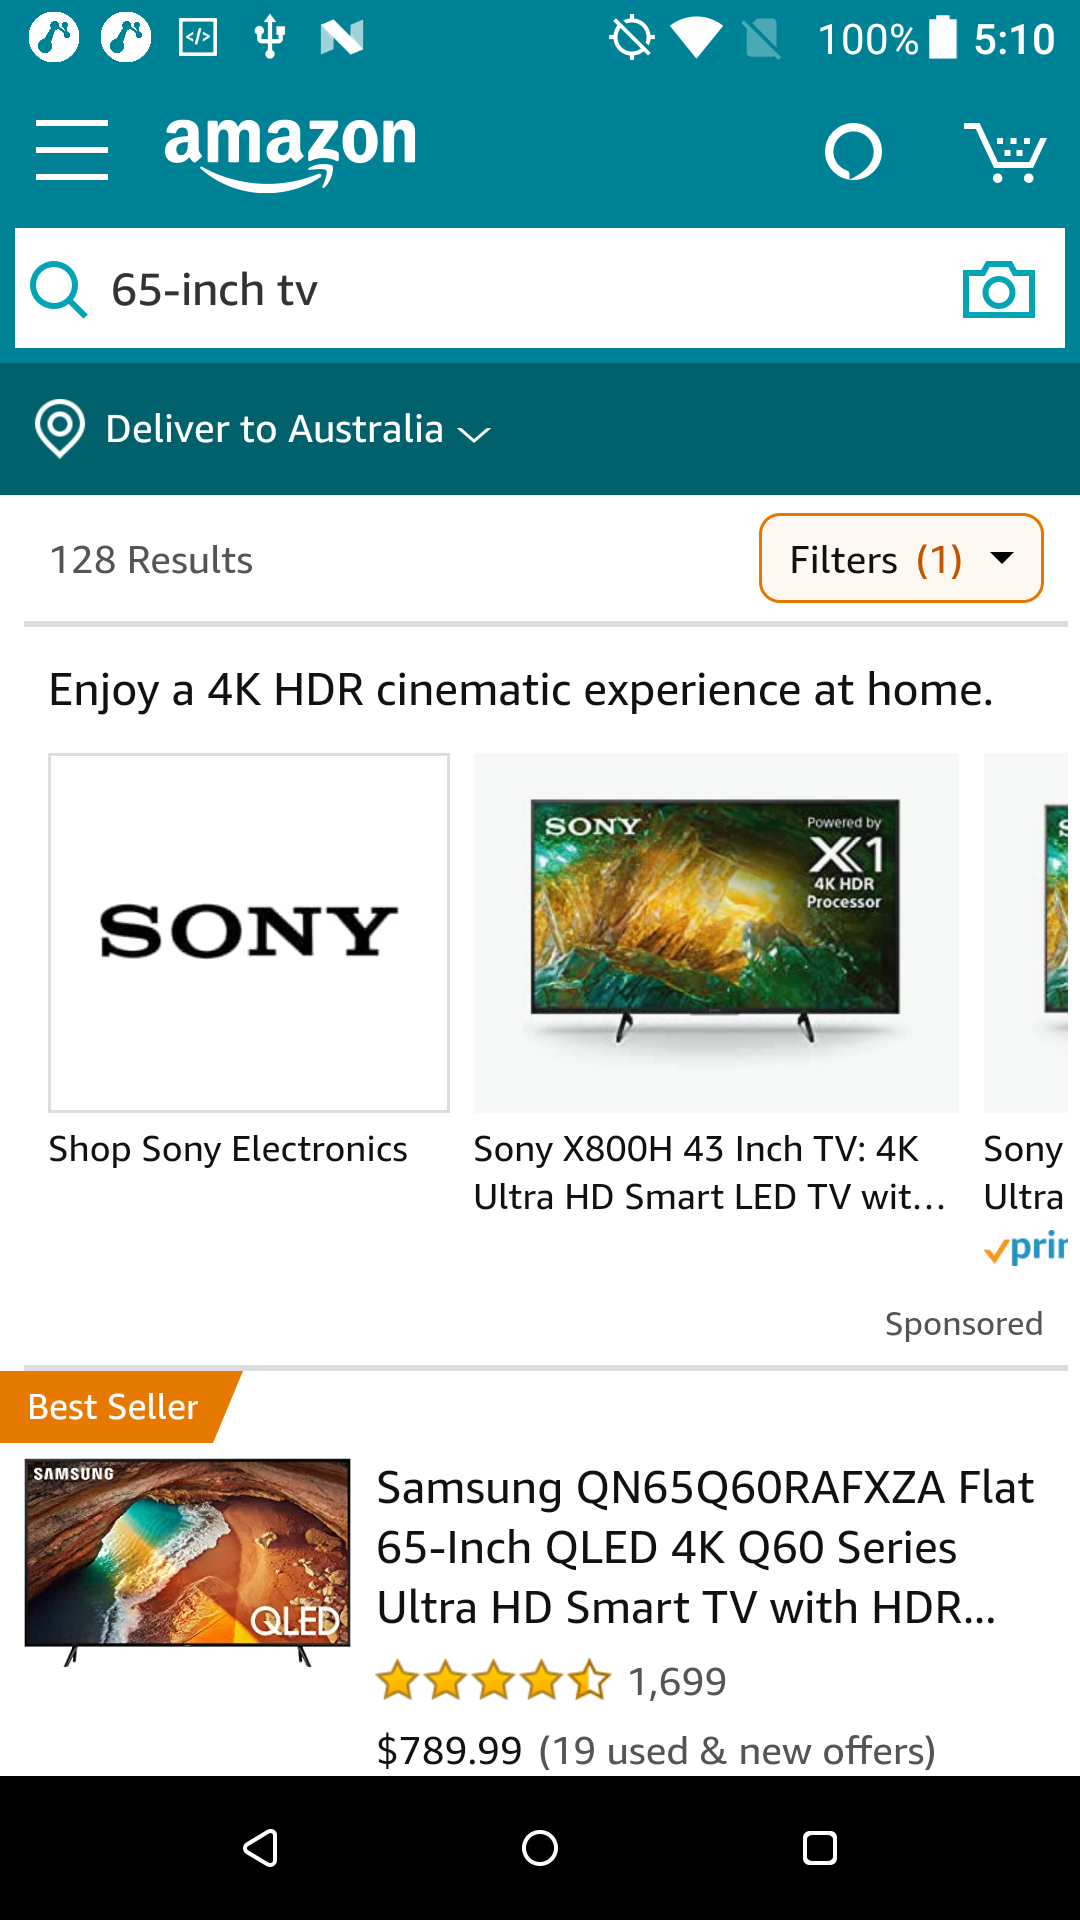 100% 5:10
amazon
65-inch tv
Deliver to Australia
128 Results
Filters (1)
Enjoy a 4K HDR cinematic experience at home.
SONY
SONY
Powered by
X1
4K HDR
Processor
Shop Sony Electronics
Sony X800H 43 Inch TV: 4K
Ultra HD Smart LED TV wit...
Sony
Ultra
prir
Sponsored
Best Seller
SAMSUNG
QLED
Samsung QN65Q60RAFXZA Flat
65-Inch QLED 4K Q60 Series
Ultra HD Smart TV with HDR...
1,699
$789.99 (19 used & new offers)